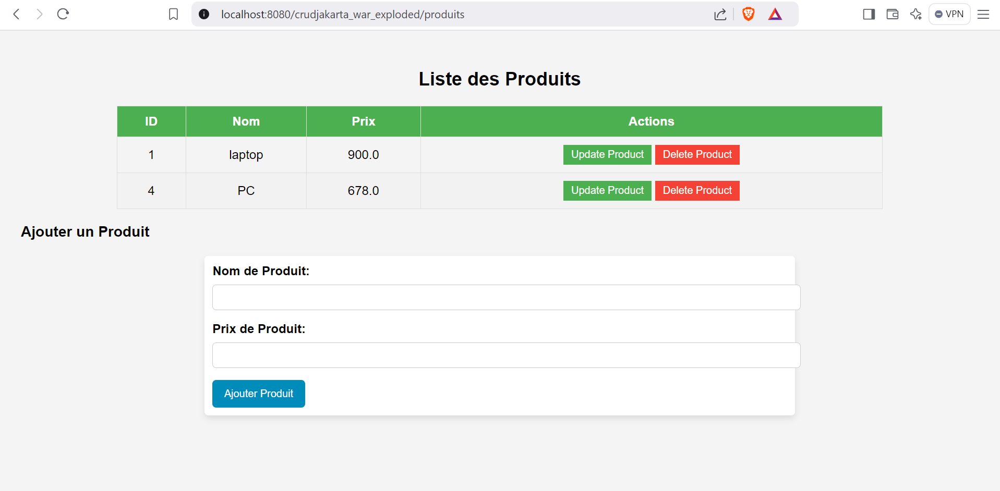 localhost:8080/crudjakarta_war_exploded/produits
VPN
Liste des Produits
ID Nom Prix Actions
1 laptop 900.0 Update Product Delete Product
4 PC 678.0 Update Product Delete Product
Ajouter un Produit
Nom de Produit:
Prix de Produit:
Ajouter Produit